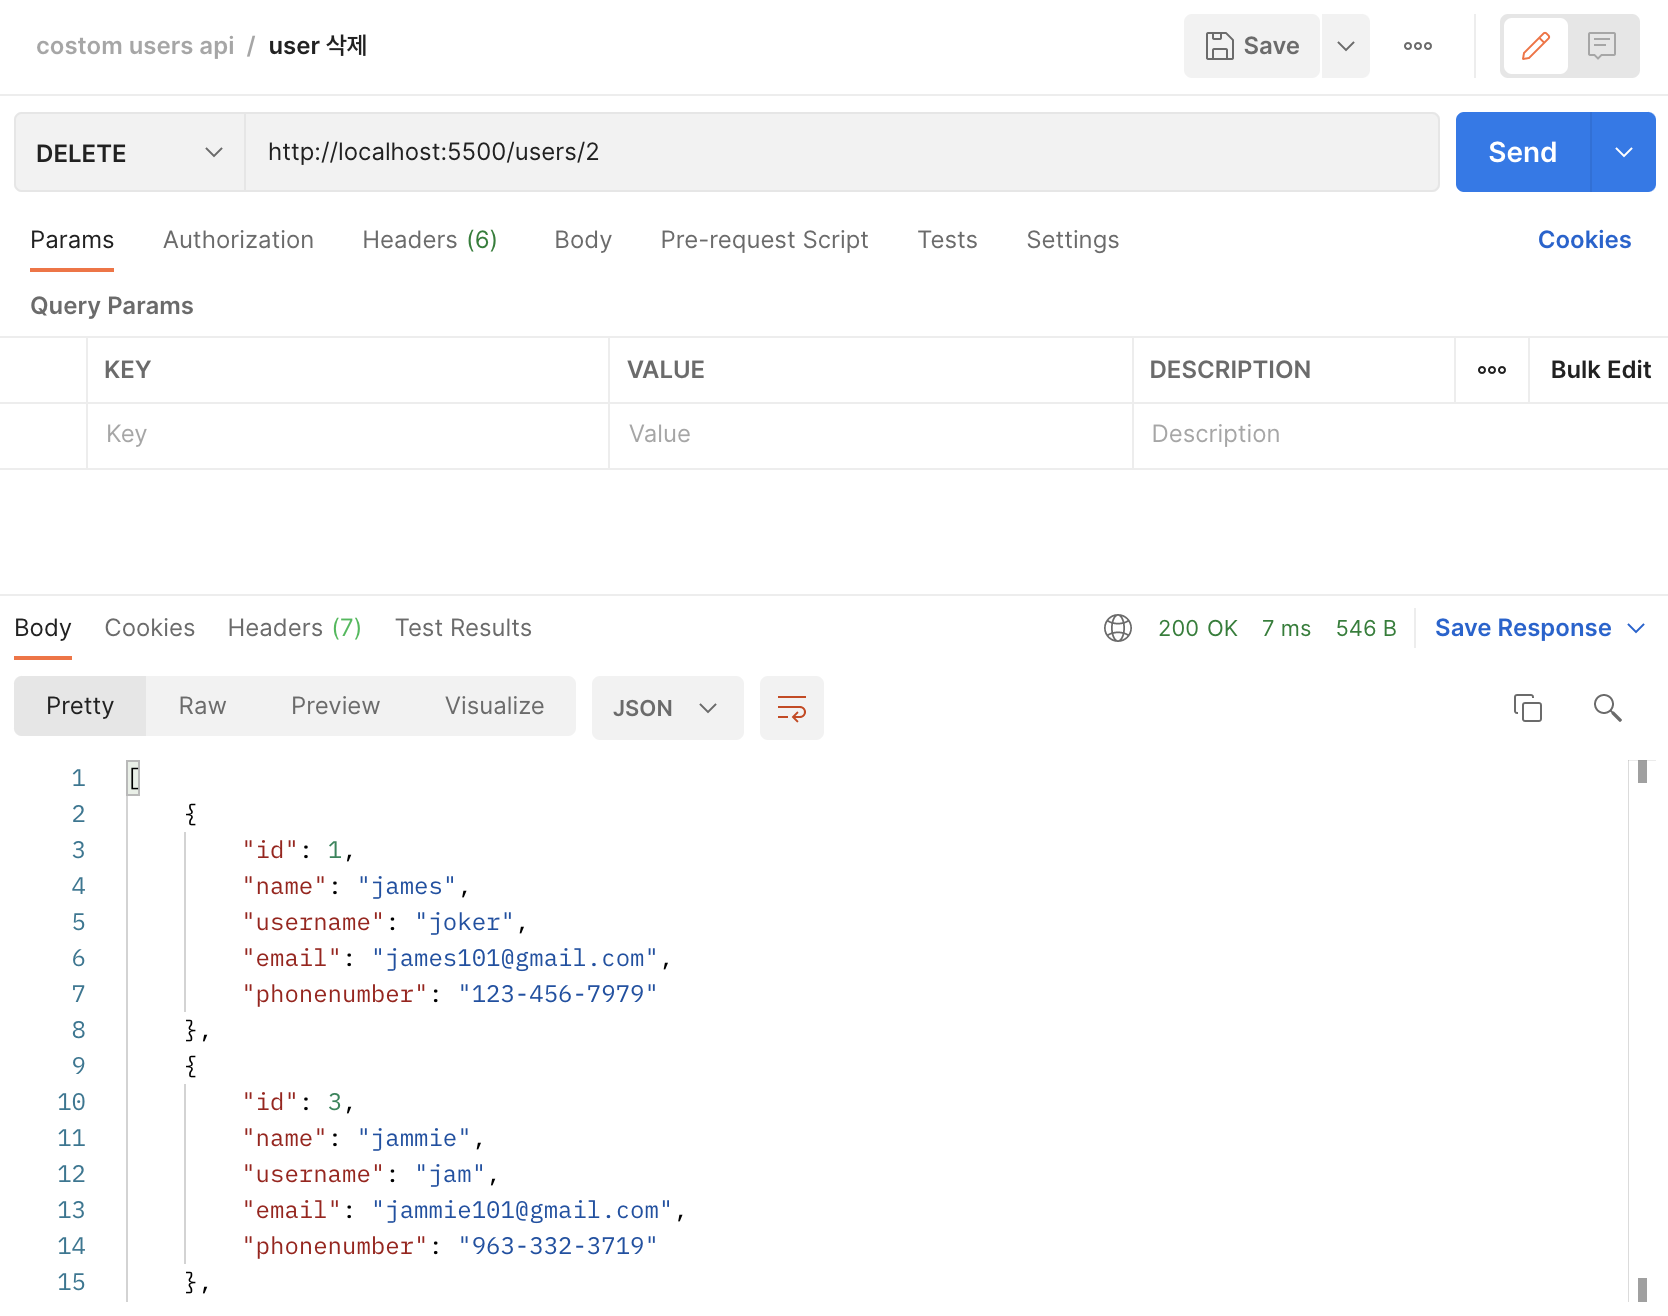 costom users api / user 삭제
Save
DELETE
http://localhost:5500/users/2
Send
Params Authorization Headers (6) Body Pre-request Script Tests Settings Cookies
Query Params
KEY VALUE DESCRIPTION ooo Bulk Edit
Key Value Description
Body Cookies Headers (7) Test Results 200 OK 7 ms 546 B Save Response
Pretty Raw Preview Visualize JSON
1 [
2 {
3 "id": 1,
4 "name": "james",
5 "username": "joker",
6 "email": "james101@gmail.com",
7 "phonenumber": "123-456-7979"
8 },
9 {
10 "id": 3,
11 "name": "jammie",
12 "username": "jam",
13 "email": "jammie101@gmail.com",
14 "phonenumber": "963-332-3719"
15 },